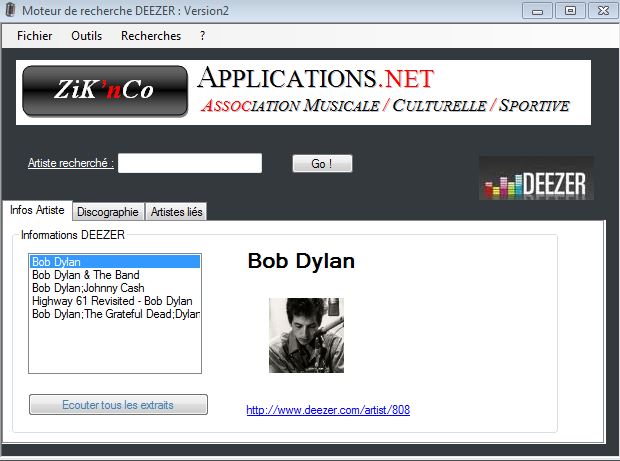 Moteur de recherche DEEZER : Version2
Fichier Outils Recherches ?
ZiK'nCo
APPLICATIONS.NET
ASSOCIATION MUSICALE / CULTURELLE / SPORTIVE
Artiste recherché : Go !
DEEZER
Infos Artiste Discographie Artistes liés
Informations DEEZER
Bob Dylan
Bob Dylan & The Band
Bob Dylan;Johnny Cash
Highway 61 Revisited - Bob Dylan
Bob Dylan;The Grateful Dead;Dylan
Ecouter tous les extraits
Bob Dylan
http://www.deezer.com/artist/808